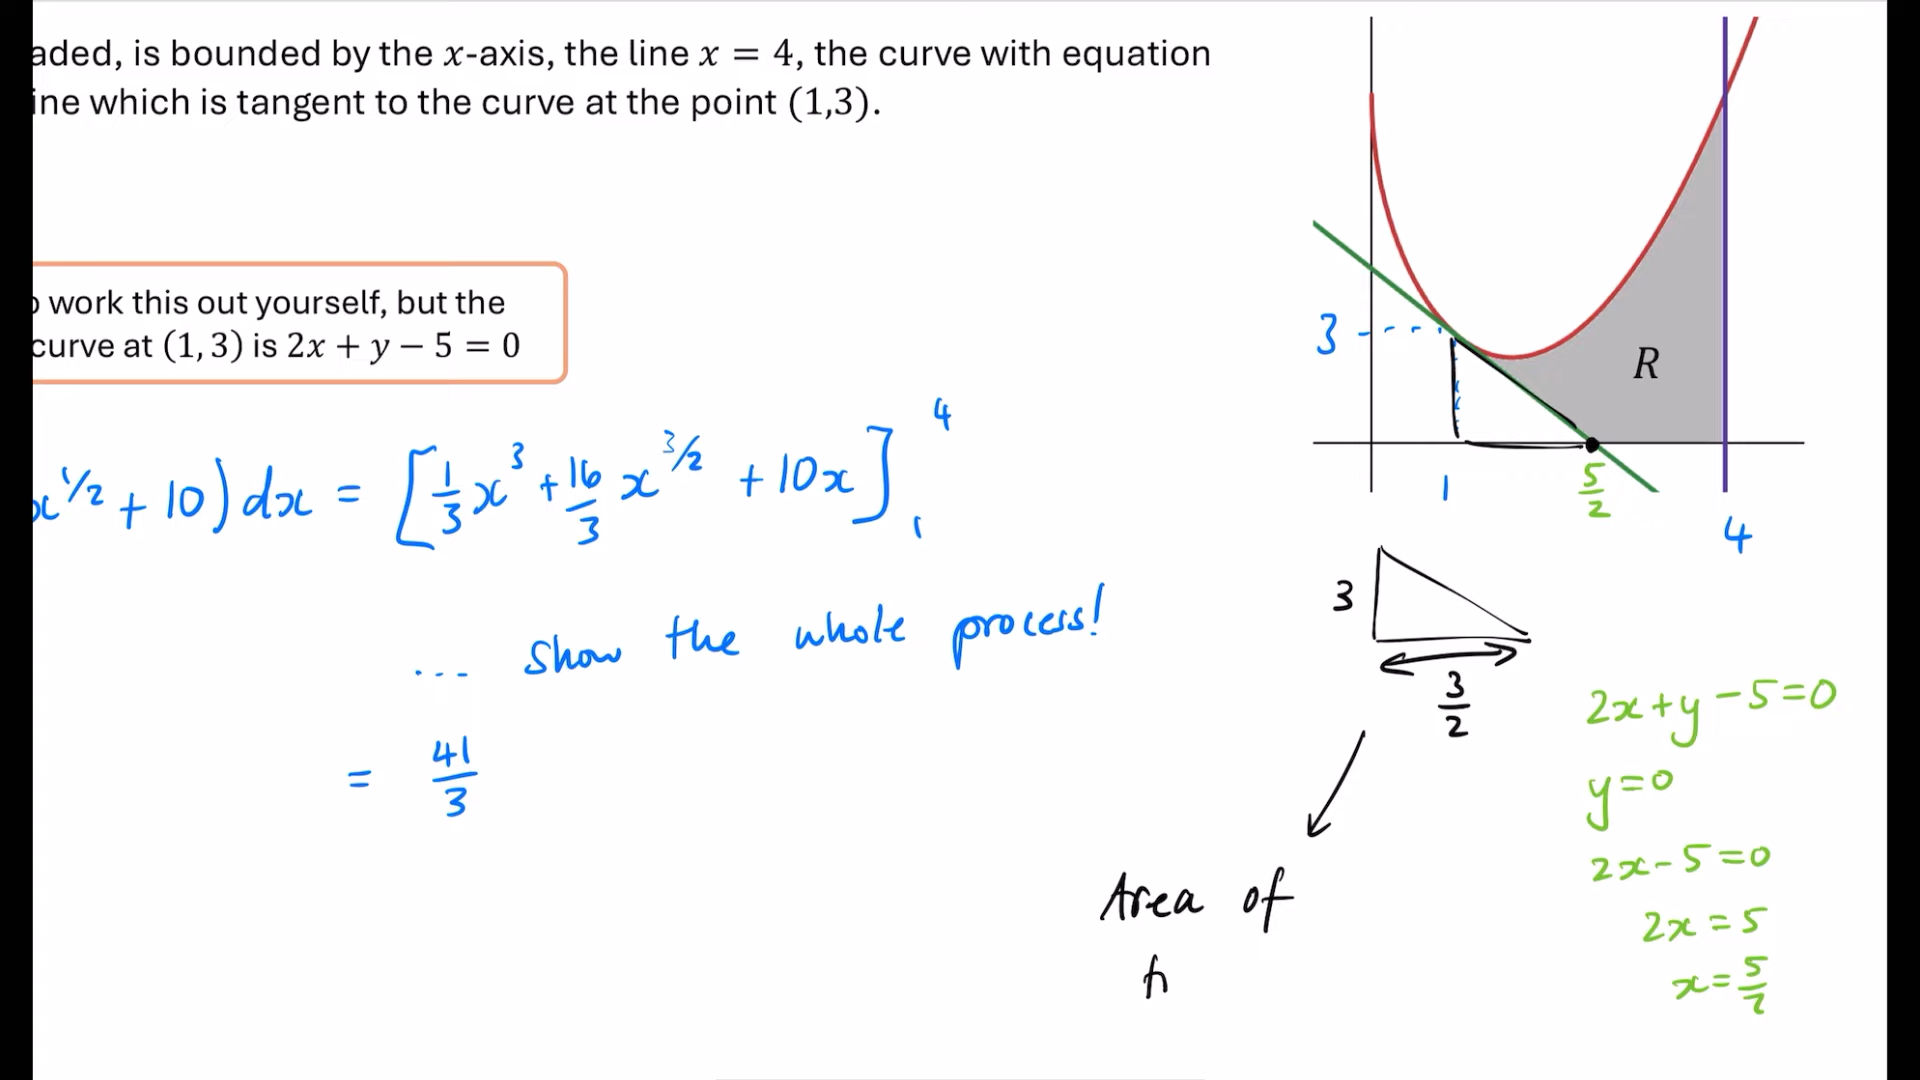 aded, is bounded by the x-axis, the line x = 4, the curve with equation
ine which is tangent to the curve at the point (1,3).
work this out yourself, but the
curve at (1, 3) is 2x + y − 5 = 0
x^1/2 + 10) dx = [1/3 x^3 + 16/3 x^3/2 + 10x]
4
1
... show the whole process!
= 41/3
3
R
1
5/2
4
3
3/2
Area of
2x+y-5=0
y=0
2x-5=0
2x=5
x=5/2